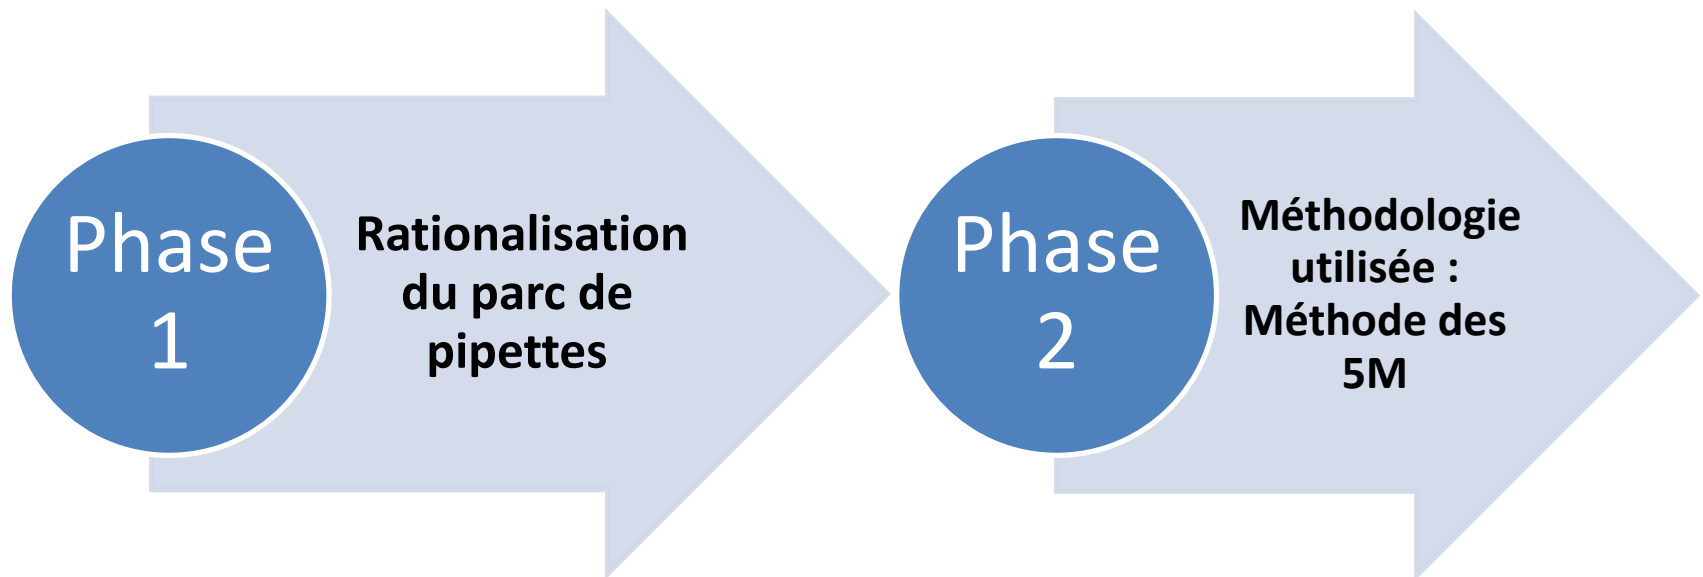 Phase
1
Rationalisation
du parc de
pipettes
Phase
2
Méthodologie
utilisée :
Méthode des
5M